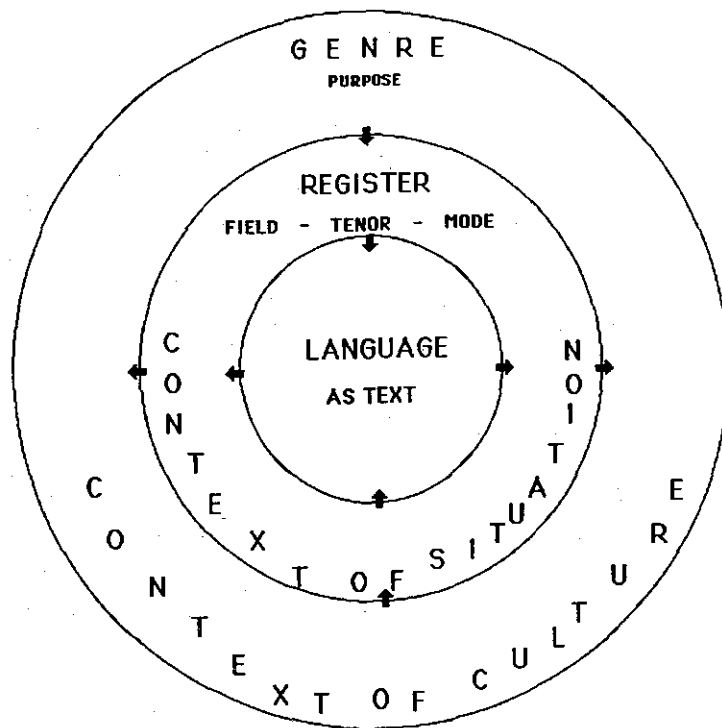 GENRE
PURPOSE
REGISTER
FIELD - TENOR - MODE
LANGUAGE
AS TEXT
CONTEXT OF SITUATION
CONTEXT OF CULTURE